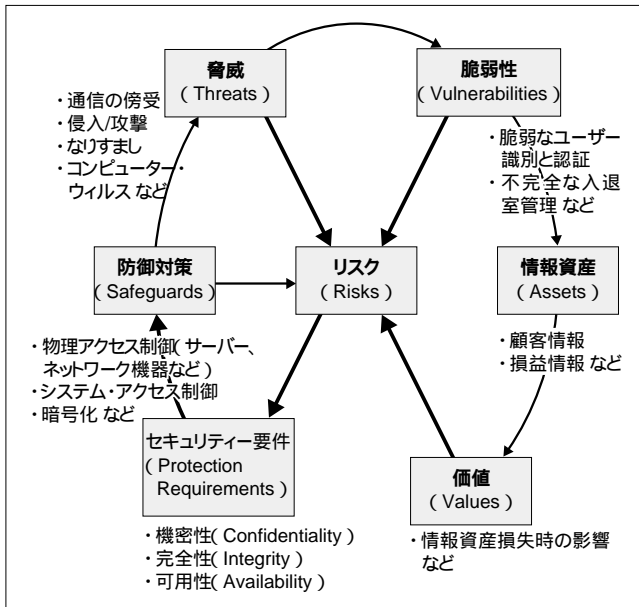 脅威
( Threats )
・通信の傍受
・侵入/攻撃
・なりすまし
・コンピューター・
ウィルス など
脆弱性
( Vulnerabilities )
・脆弱なユーザー
識別と認証
・不完全な入退
室管理 など
防御対策
( Safeguards )
リスク
( Risks )
情報資産
( Assets )
・物理アクセス制御( サーバー、
ネットワーク機器など )
・システム・アクセス制御
・暗号化 など
・顧客情報
・損益情報 など
セキュリティー要件
( Protection
Requirements )
価値
( Values )
・機密性( Confidentiality )
・完全性( Integrity )
・可用性( Availability )
・情報資産損失時の影響
など